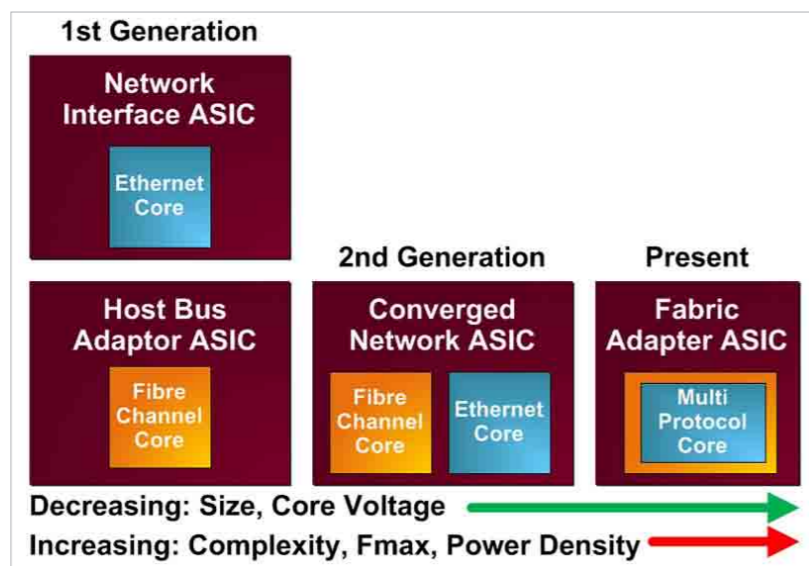 1st Generation
Network
Interface ASIC
Ethernet
Core
2nd Generation
Present
Host Bus
Adaptor ASIC
Fibre
Channel
Core
Converged
Network ASIC
Fibre
Channel
Core
Ethernet
Core
Fabric
Adapter ASIC
Multi
Protocol
Core
Decreasing: Size, Core Voltage
Increasing: Complexity, Fmax, Power Density